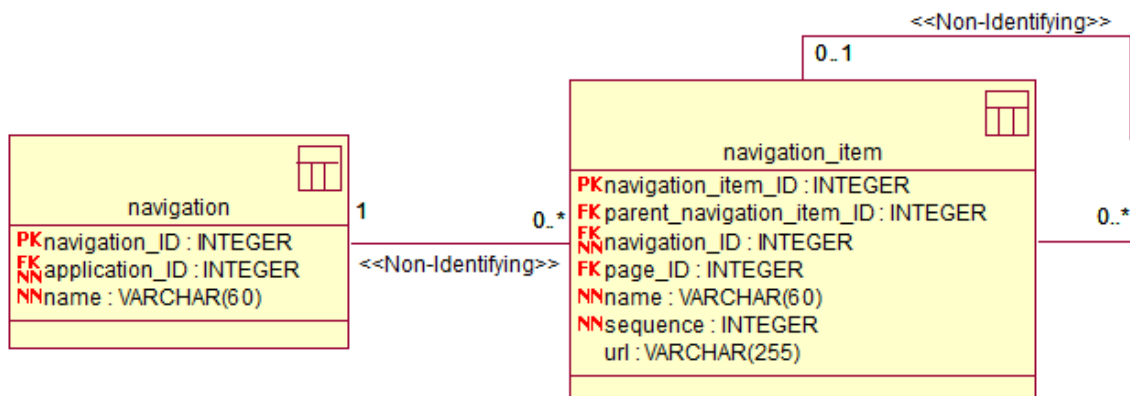 <<Non-Identifying>>
0..1
navigation_item
PK navigation_item_ID : INTEGER
FK parent_navigation_item_ID : INTEGER
FK NN navigation_ID : INTEGER
FK page_ID : INTEGER
NN name : VARCHAR(60)
NN sequence : INTEGER
url : VARCHAR(255)
0..*
navigation
PK navigation_ID : INTEGER
FK NN application_ID : INTEGER
NN name : VARCHAR(60)
1
0..*
<<Non-Identifying>>